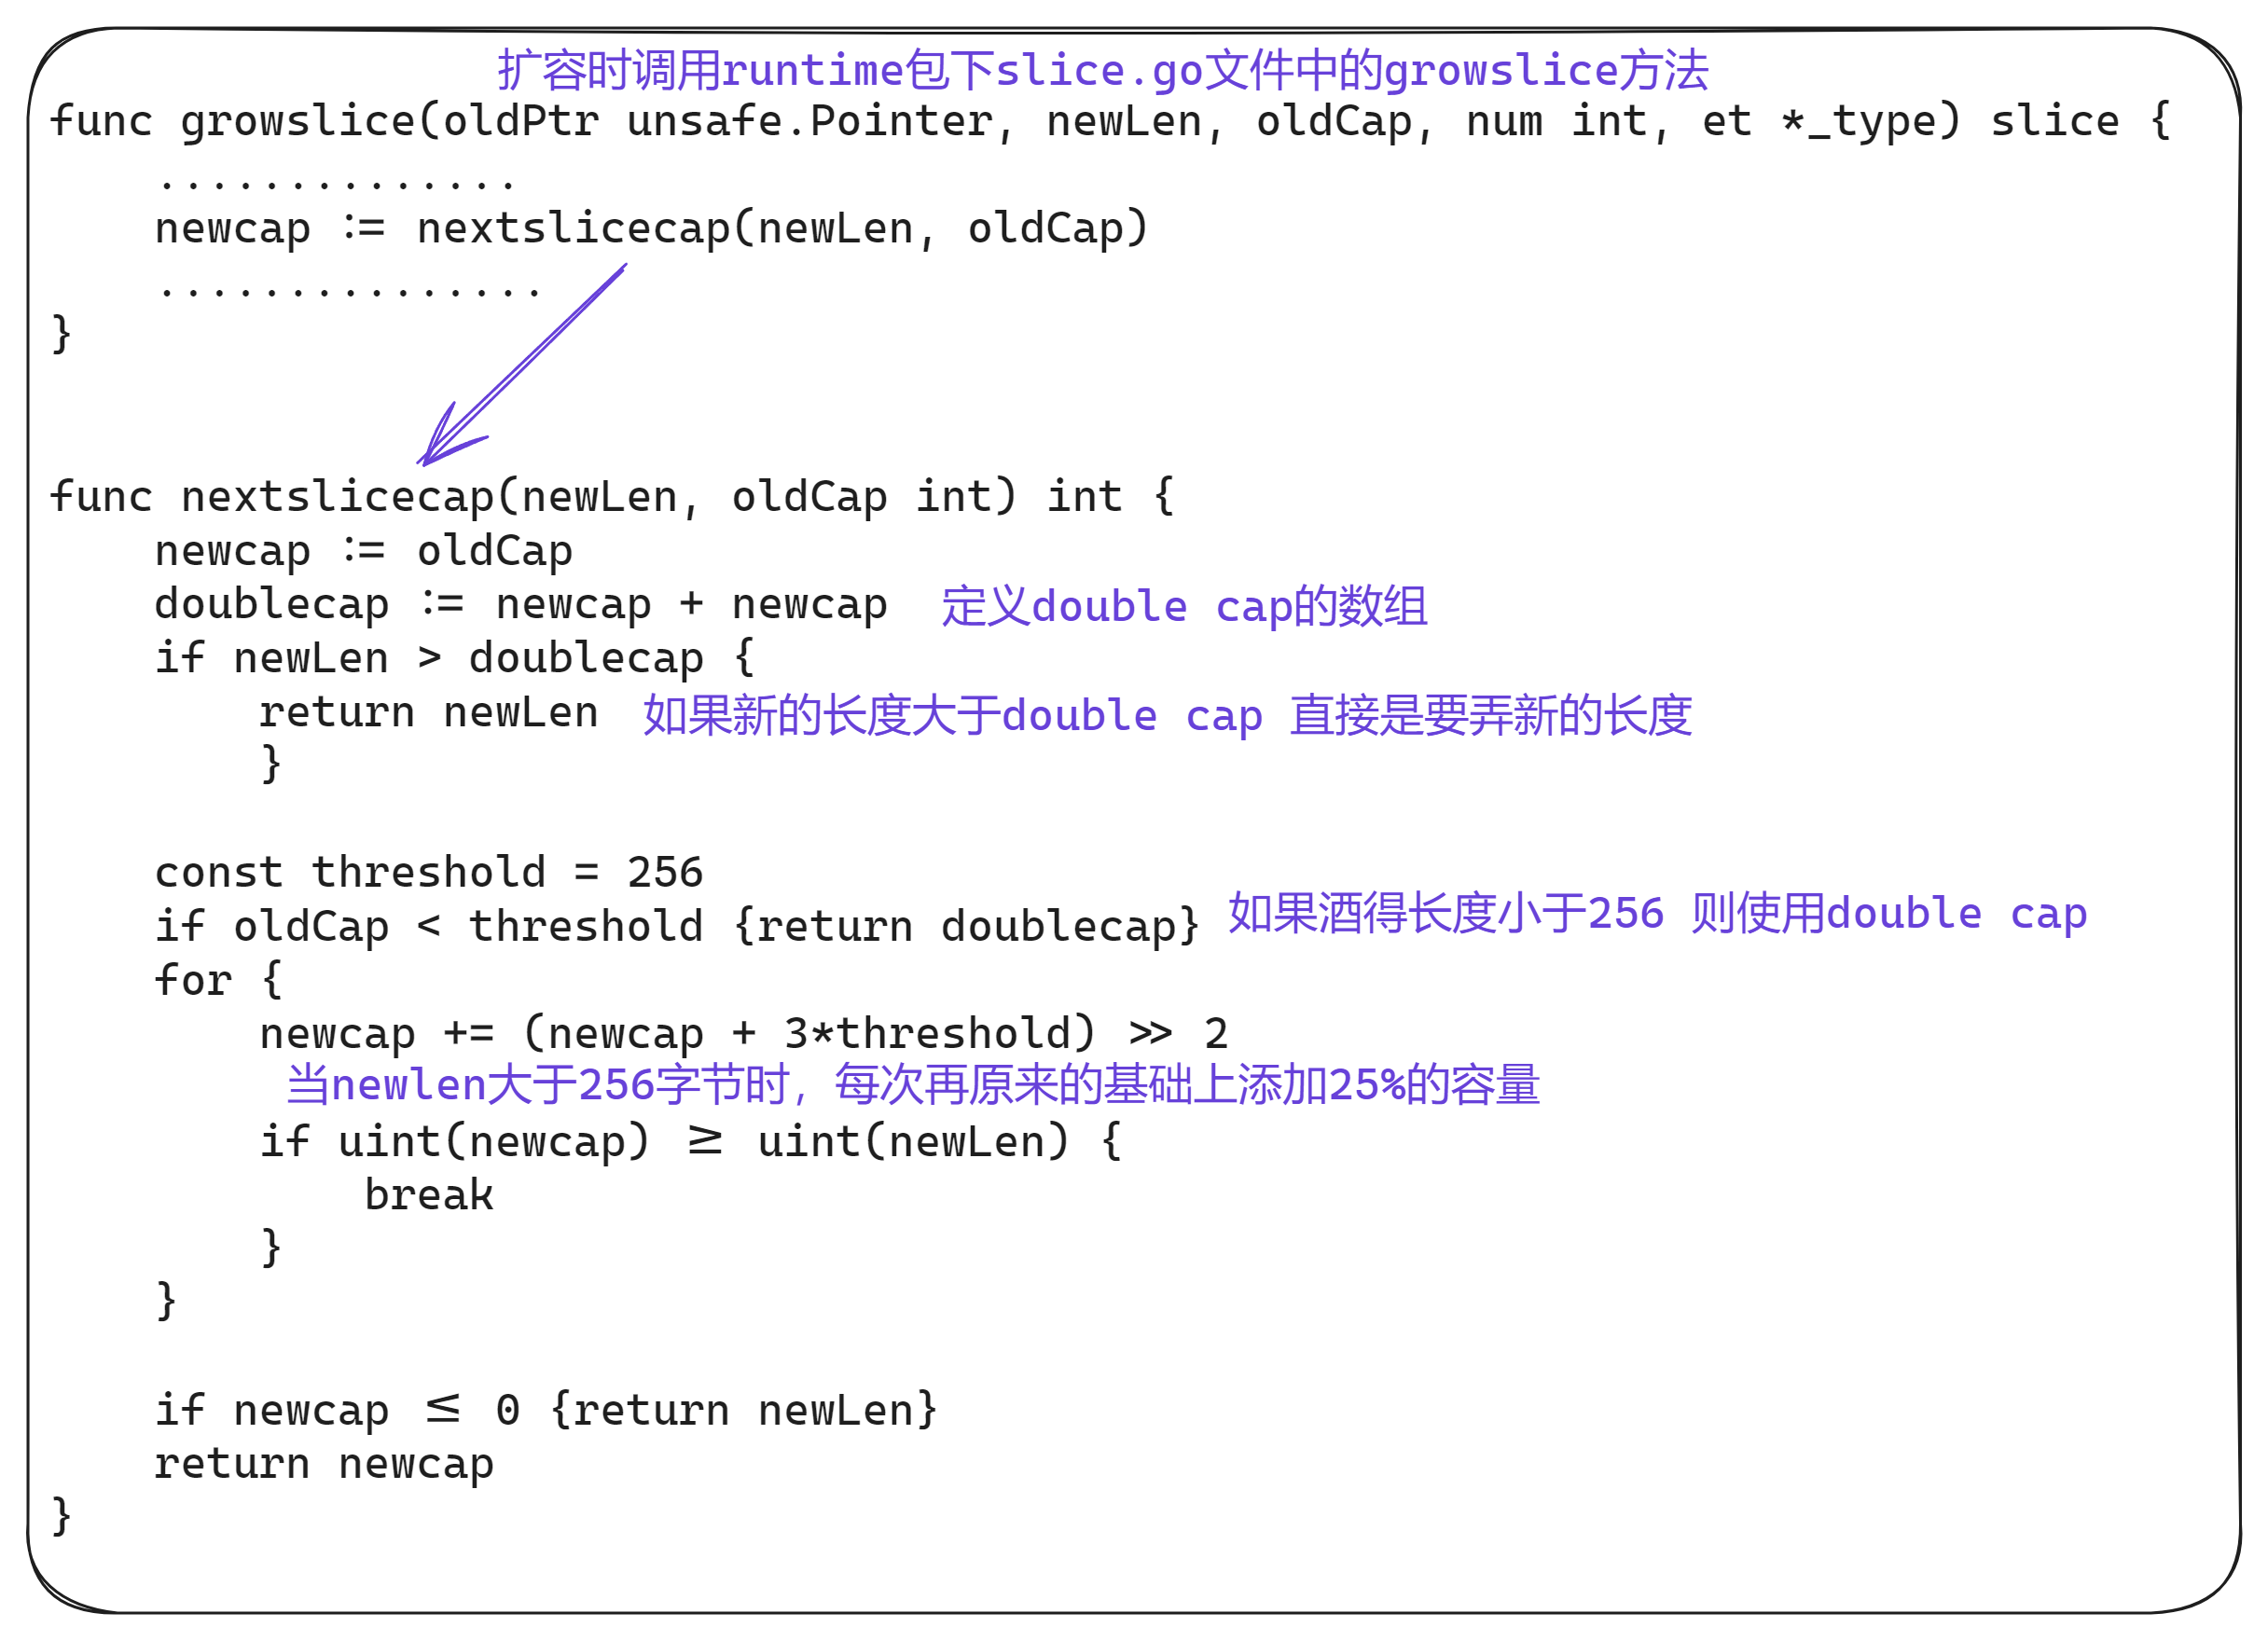 扩容时调用runtime包下slice.go文件中的growslice方法
func growslice(oldPtr unsafe.Pointer, newLen, oldCap, num int, et *_type) slice {
    ..............
    newcap := nextslicecap(newLen, oldCap)
    ...............
}
func nextslicecap(newLen, oldCap int) int {
    newcap := oldCap
    doublecap := newcap + newcap  定义double cap的数组
    if newLen > doublecap {
        return newLen  如果新的长度大于double cap 直接是要弄新的长度
        }
    const threshold = 256
    if oldCap < threshold {return doublecap} 如果酒得长度小于256 则使用double cap
    for {
        newcap += (newcap + 3*threshold) >> 2
        当newlen大于256字节时，每次再原来的基础上添加25%的容量
        if uint(newcap) >= uint(newLen) {
            break
        }
    }
    if newcap <= 0 {return newLen}
    return newcap
}